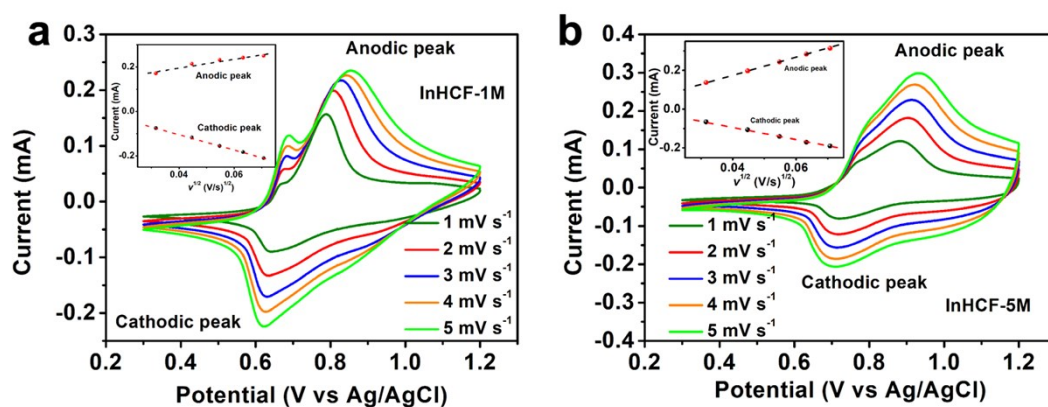 a
Anodic peak
InHCF-1M
Current (mA)
0.3
0.2
0.1
0.0
-0.1
-0.2
0.2
0.0
-0.2
Current (mA)
Anodic peak
Cathodic peak
0.04
0.06
v1/2 (V/s)1/2)
1 mV s-1
2 mV s-1
3 mV s-1
4 mV s-1
5 mV s-1
Cathodic peak
0.2 0.4 0.6 0.8 1.0 1.2
Potential (V vs Ag/AgCl)
b
Anodic peak
Current (mA)
0.4
0.3
0.2
0.1
0.0
-0.1
-0.2
-0.3
-0.4
0.2
0.0
-0.2
Current (mA)
Anodic peak
Cathodic peak
0.04
0.06
v1/2 (V/s)1/2)
1 mV s-1
2 mV s-1
3 mV s-1
4 mV s-1
5 mV s-1
Cathodic peak
InHCF-5M
0.2 0.4 0.6 0.8 1.0 1.2
Potential (V vs Ag/AgCl)